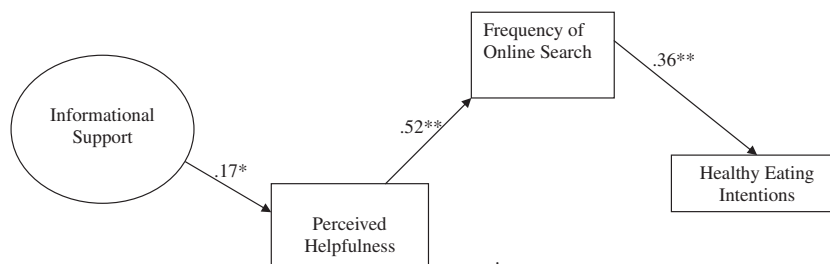 Frequency of
Online Search
.36**
Informational
Support
.52**
Healthy Eating
Intentions
.17*
Perceived
Helpfulness